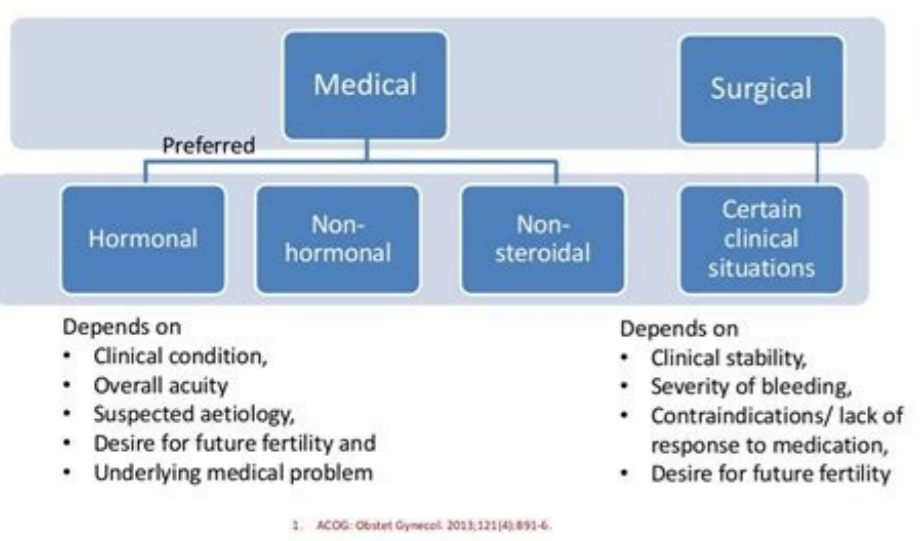 Medical
Surgical
Preferred
Hormonal
Non-
hormonal
Non-
steroidal
Certain
clinical
situations
Depends on
• Clinical condition,
• Overall acuity
• Suspected aetiology,
• Desire for future fertility and
• Underlying medical problem
Depends on
• Clinical stability,
• Severity of bleeding,
• Contraindications/ lack of
response to medication,
• Desire for future fertility
1. ACOG: Obstet Gynecol. 2013;121(4):891-6.